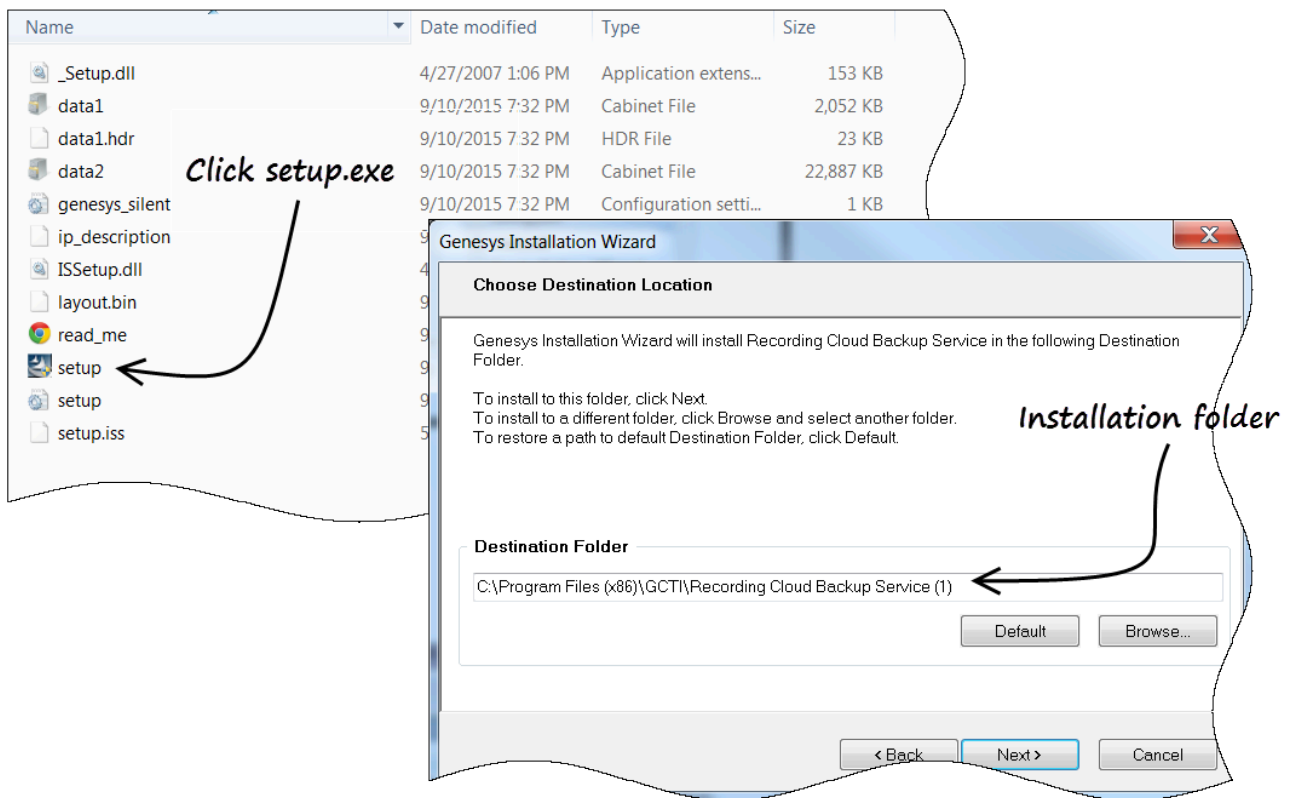 Name Date modified Type Size
_Setup.dll 4/27/2007 1:06 PM Application extens... 153 KB
data1 9/10/2015 7:32 PM Cabinet File 2,052 KB
data1.hdr 9/10/2015 7:32 PM HDR File 23 KB
data2 9/10/2015 7:32 PM Cabinet File 22,887 KB
Click setup.exe
genesys_silent 9/10/2015 7:32 PM Configuration setti... 1 KB
ip_description 9
ISSetup.dll 4
layout.bin 9
read_me 9
setup 9
setup 9
setup.iss 5
Genesys Installation Wizard
X
Choose Destination Location
Genesys Installation Wizard will install Recording Cloud Backup Service in the following Destination
Folder.
To install to this folder, click Next.
To install to a different folder, click Browse and select another folder.
To restore a path to default Destination Folder, click Default.
Installation folder
Destination Folder
C:\Program Files (x86)\GCTI\Recording Cloud Backup Service (1)
Default Browse...
< Back Next > Cancel